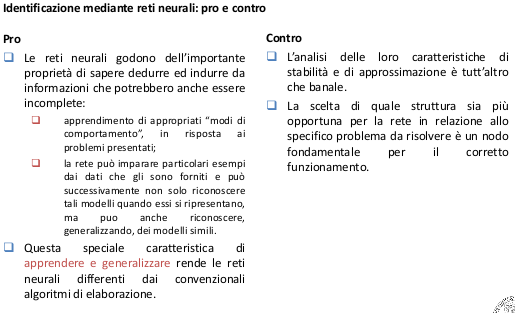 Identificazione mediante reti neurali: pro e contro
Pro
Le reti neurali godono dell’importante
proprietà di sapere dedurre ed indurre da
informazioni che potrebbero anche essere
incomplete:
apprendimento di appropriati “modi di
comportamento”, in risposta ai
problemi presentati;
la rete può imparare particolari esempi
dai dati che gli sono forniti e può
successivamente non solo riconoscere
tali modelli quando essi si ripresentano,
ma puo anche riconoscere,
generalizzando, dei modelli simili.
Questa speciale caratteristica di
apprendere e generalizzare rende le reti
neurali differenti dai convenzionali
algoritmi di elaborazione.
Contro
L’analisi delle loro caratteristiche di
stabilità e di approssimazione è tutt’altro
che banale.
La scelta di quale struttura sia più
opportuna per la rete in relazione allo
specifico problema da risolvere è un nodo
fondamentale per il corretto
funzionamento.